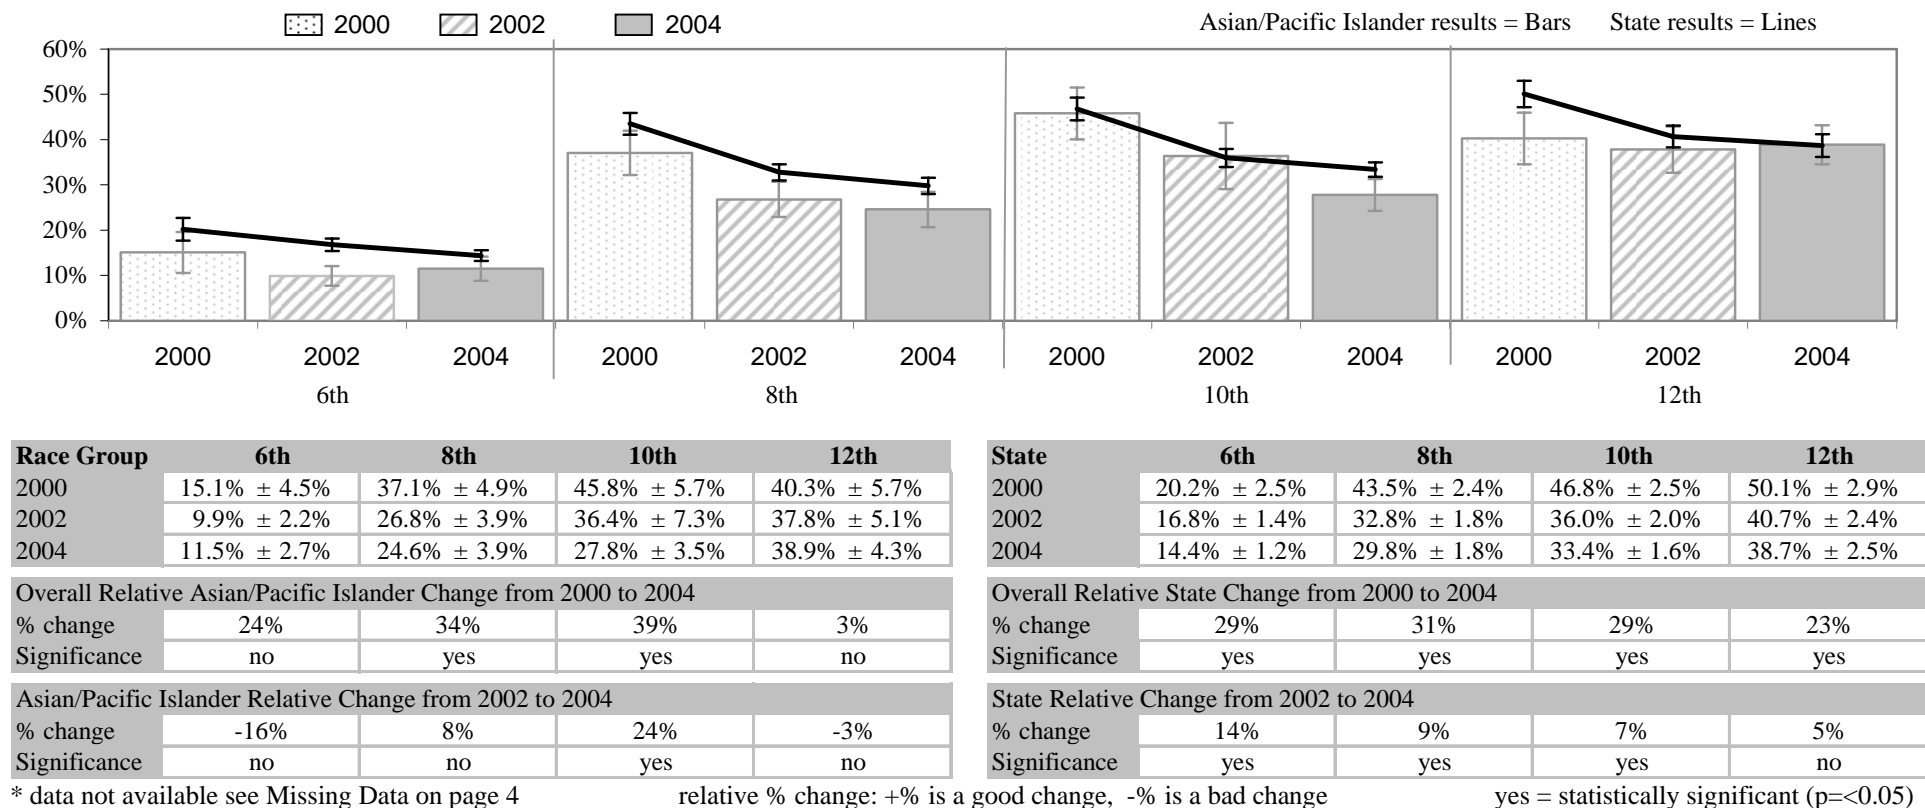 2000 2002 2004 Asian/Pacific Islander results = Bars State results = Lines
60%
50%
40%
30%
20%
10%
0%
2000 2002 2004 2000 2002 2004 2000 2002 2004 2000 2002 2004
6th 8th 10th 12th
Race Group 6th 8th 10th 12th
2000 15.1% ± 4.5% 37.1% ± 4.9% 45.8% ± 5.7% 40.3% ± 5.7%
2002 9.9% ± 2.2% 26.8% ± 3.9% 36.4% ± 7.3% 37.8% ± 5.1%
2004 11.5% ± 2.7% 24.6% ± 3.9% 27.8% ± 3.5% 38.9% ± 4.3%
Overall Relative Asian/Pacific Islander Change from 2000 to 2004
% change 24% 34% 39% 3%
Significance no yes yes no
Asian/Pacific Islander Relative Change from 2002 to 2004
% change -16% 8% 24% -3%
Significance no no yes no
State 6th 8th 10th 12th
2000 20.2% ± 2.5% 43.5% ± 2.4% 46.8% ± 2.5% 50.1% ± 2.9%
2002 16.8% ± 1.4% 32.8% ± 1.8% 36.0% ± 2.0% 40.7% ± 2.4%
2004 14.4% ± 1.2% 29.8% ± 1.8% 33.4% ± 1.6% 38.7% ± 2.5%
Overall Relative State Change from 2000 to 2004
% change 29% 31% 29% 23%
Significance yes yes yes yes
State Relative Change from 2002 to 2004
% change 14% 9% 7% 5%
Significance yes yes yes no
* data not available see Missing Data on page 4 relative % change: +% is a good change, -% is a bad change yes = statistically significant (p=<0.05)